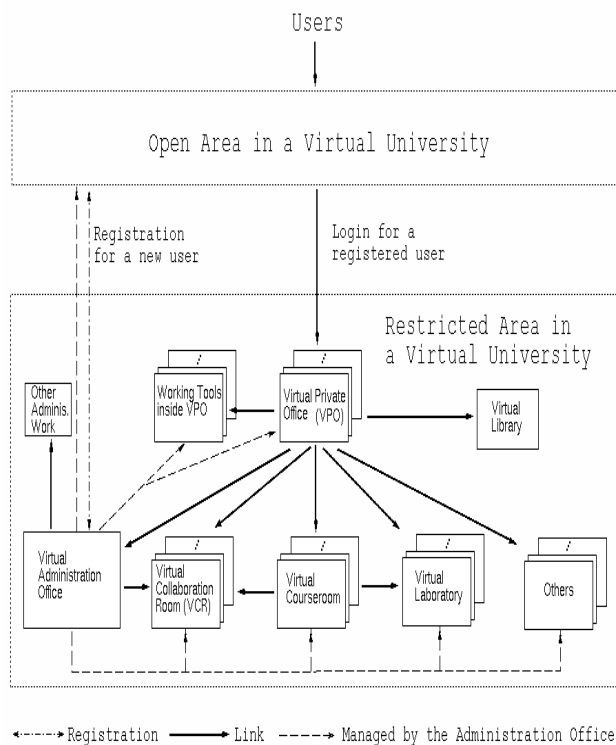 Users
Open Area in a Virtual University
Registration
for a new user
Login for a
registered user
Restricted Area in
a Virtual University
Other
Adminis.
Work
Working Tools
inside VPO
Virtual Private
Office (VPO)
Virtual
Library
Virtual
Administration
Office
Virtual
Collaboration
Room (VCR)
Virtual
Courseroom
Virtual
Laboratory
Others
Registration
Link
Managed by the Administration Office